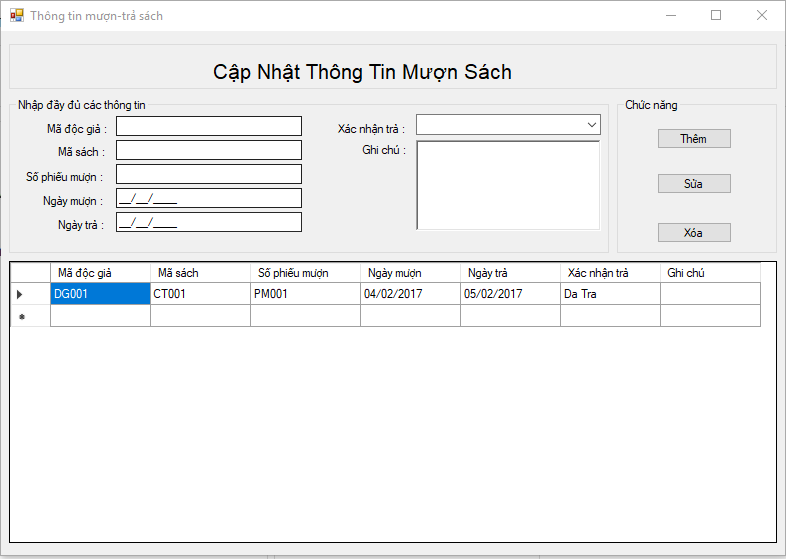 Thông tin mượn-trả sách
Cập Nhật Thông Tin Mượn Sách
Nhập đầy đủ các thông tin
Mã độc giả :
Mã sách :
Số phiếu mượn :
Ngày mượn : __/__/____
Ngày trả : __/__/____
Xác nhận trả :
Ghi chú :
Chức năng
Thêm
Sửa
Xóa
Mã độc giả Mã sách Số phiếu mượn Ngày mượn Ngày trả Xác nhận trả Ghi chú
DG001 CT001 PM001 04/02/2017 05/02/2017 Da Tra